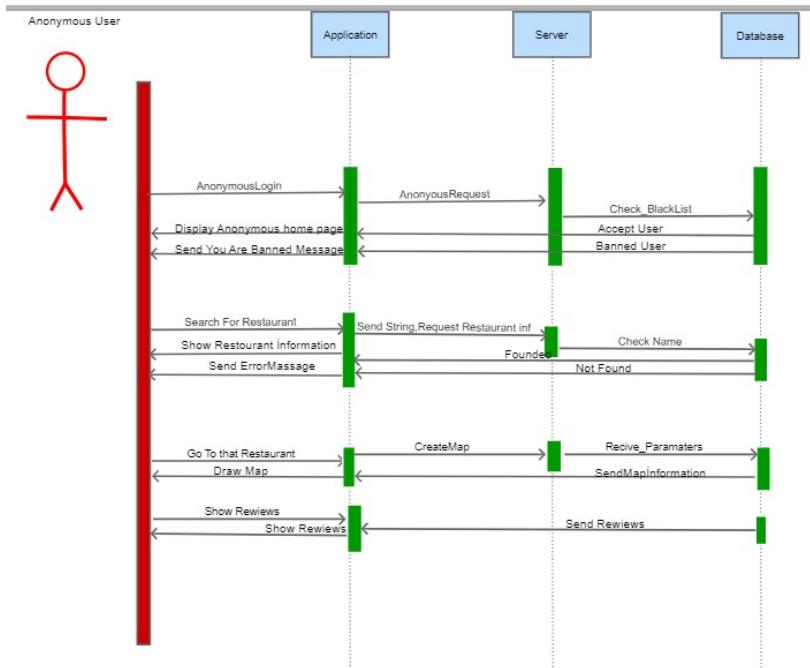 Anonymous User
Application
Server
Database
AnonymousLogin
AnonyousRequest
Check_BlackList
Display Anonymous home page
Accept User
Send You Are Banned Message
Banned User
Search For Restaurant
Send String,Request Restaurant inf
Check Name
Show Restourant İnformation
Founded
Send ErrorMassage
Not Found
Go To that Restaurant
CreateMap
Recive_Paramaters
Draw Map
SendMapİnformation
Show Rewiews
Send Rewiews
Show Rewiews